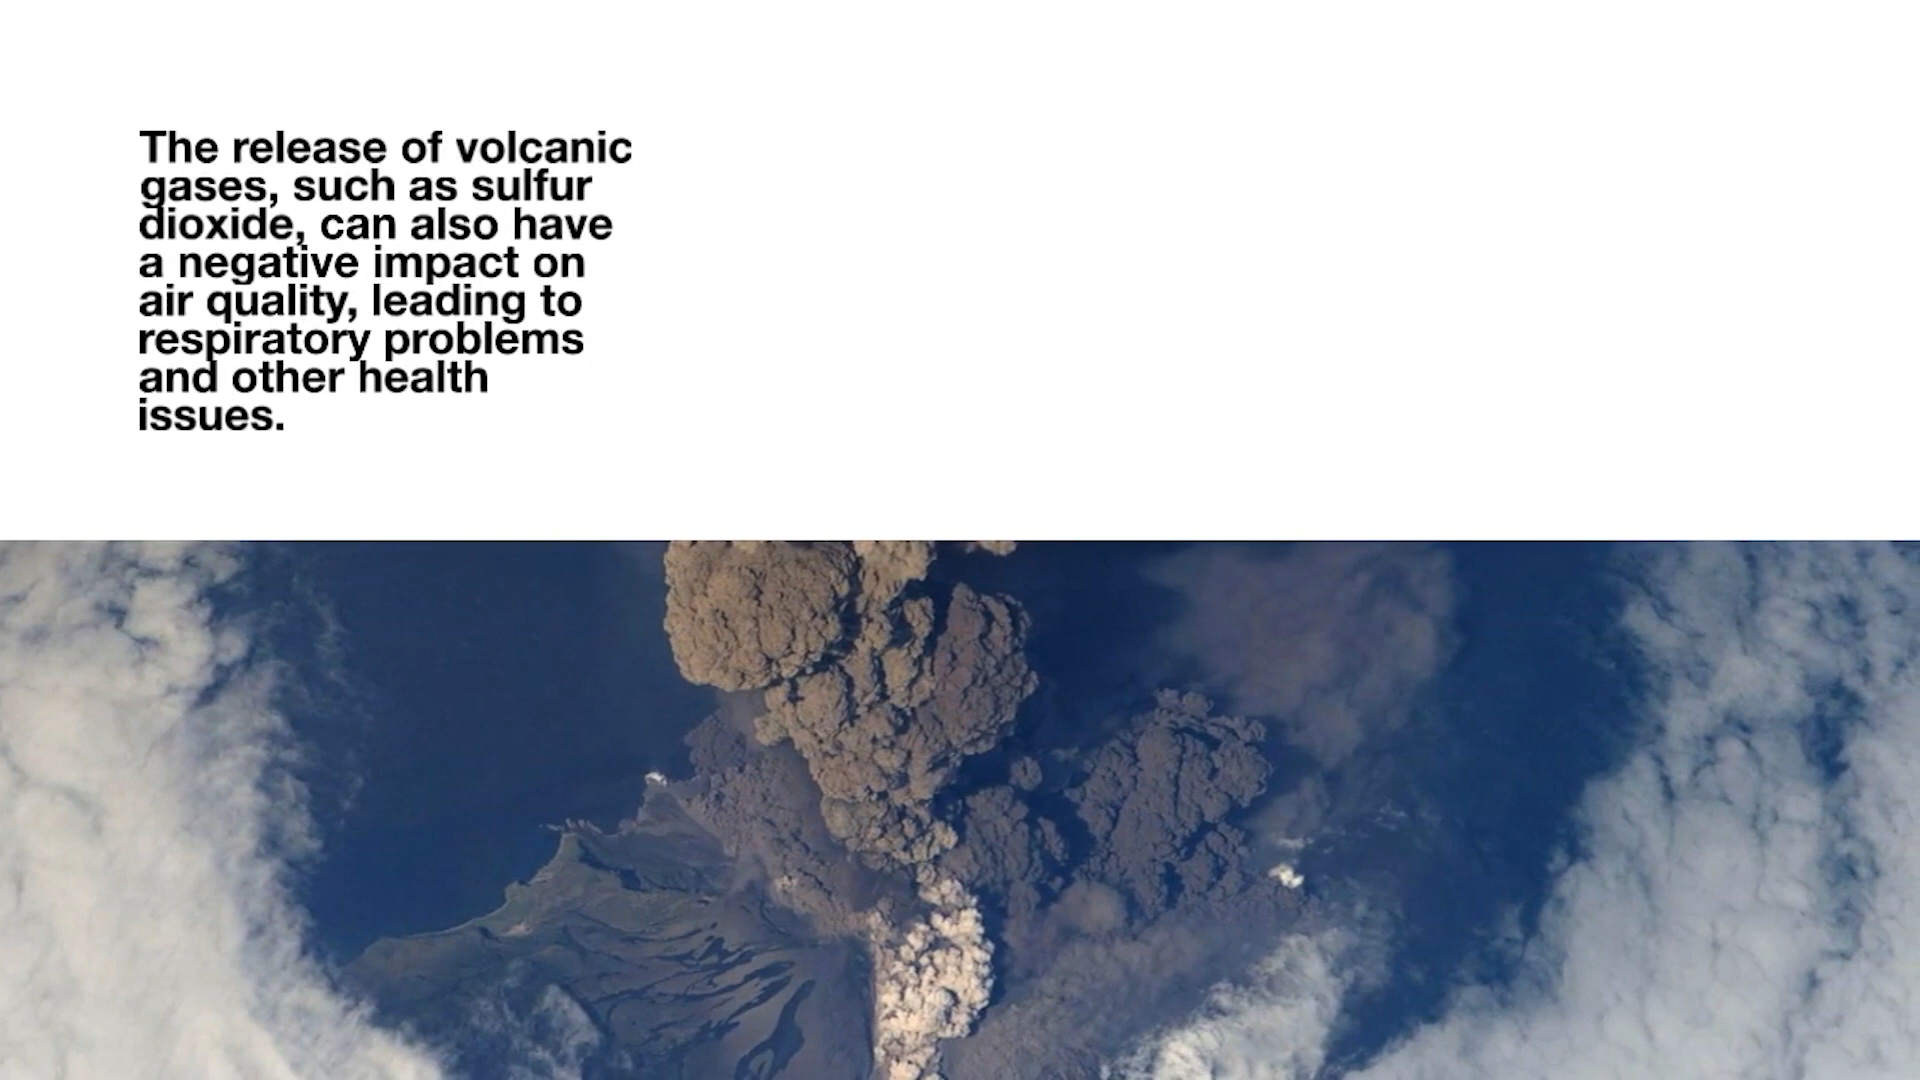 The release of volcanic
gases, such as sulfur
dioxide, can also have
a negative impact on
air quality, leading to
respiratory problems
and other health
issues.